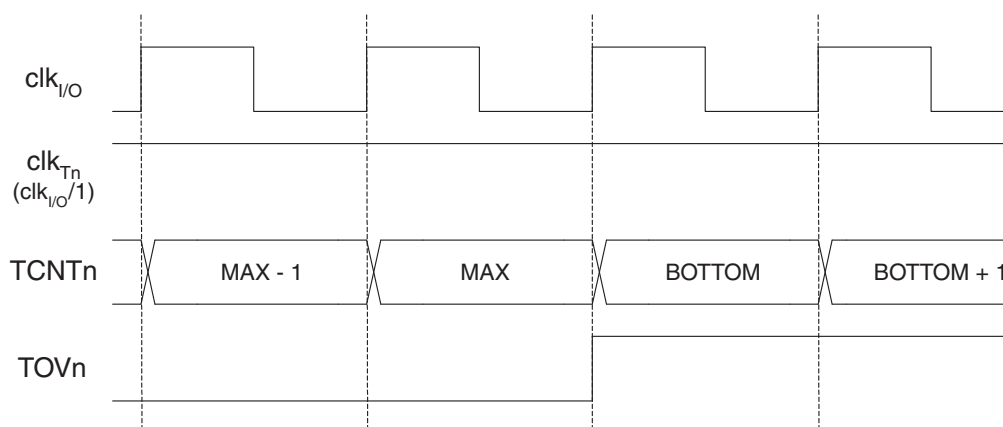 clkI/O
clkTn
(clkI/O/1)
TCNTn MAX - 1 MAX BOTTOM BOTTOM + 1
TOVn